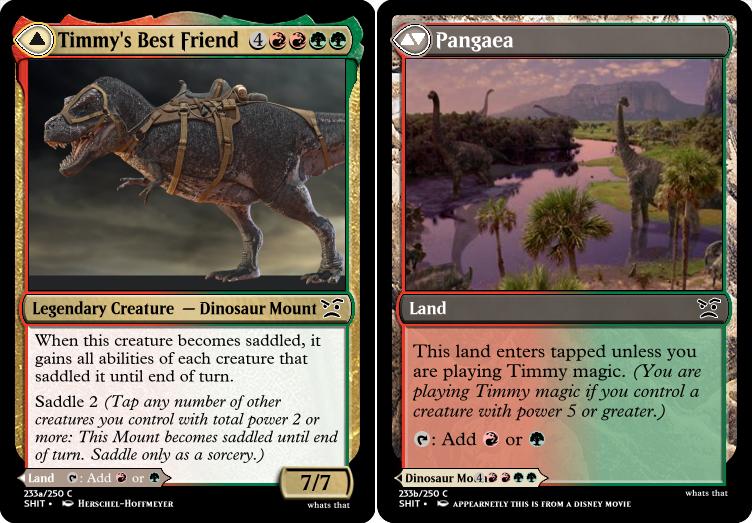 Timmy's Best Friend 4
Legendary Creature — Dinosaur Mount
When this creature becomes saddled, it
gains all abilities of each creature that
saddled it until end of turn.
Saddle 2 (Tap any number of other
creatures you control with total power 2 or
more: This Mount becomes saddled until end
of turn. Saddle only as a sorcery.)
Land : Add or
7/7
233a/250 C
SHIT • Herschel-Hoffmeyer
whats that
Pangaea
Land
This land enters tapped unless you
are playing Timmy magic. (You are
playing Timmy magic if you control a
creature with power 5 or greater.)
: Add or
Dinosaur 4
233b/250 C
SHIT • appearnetly this is from a disney movie
whats that